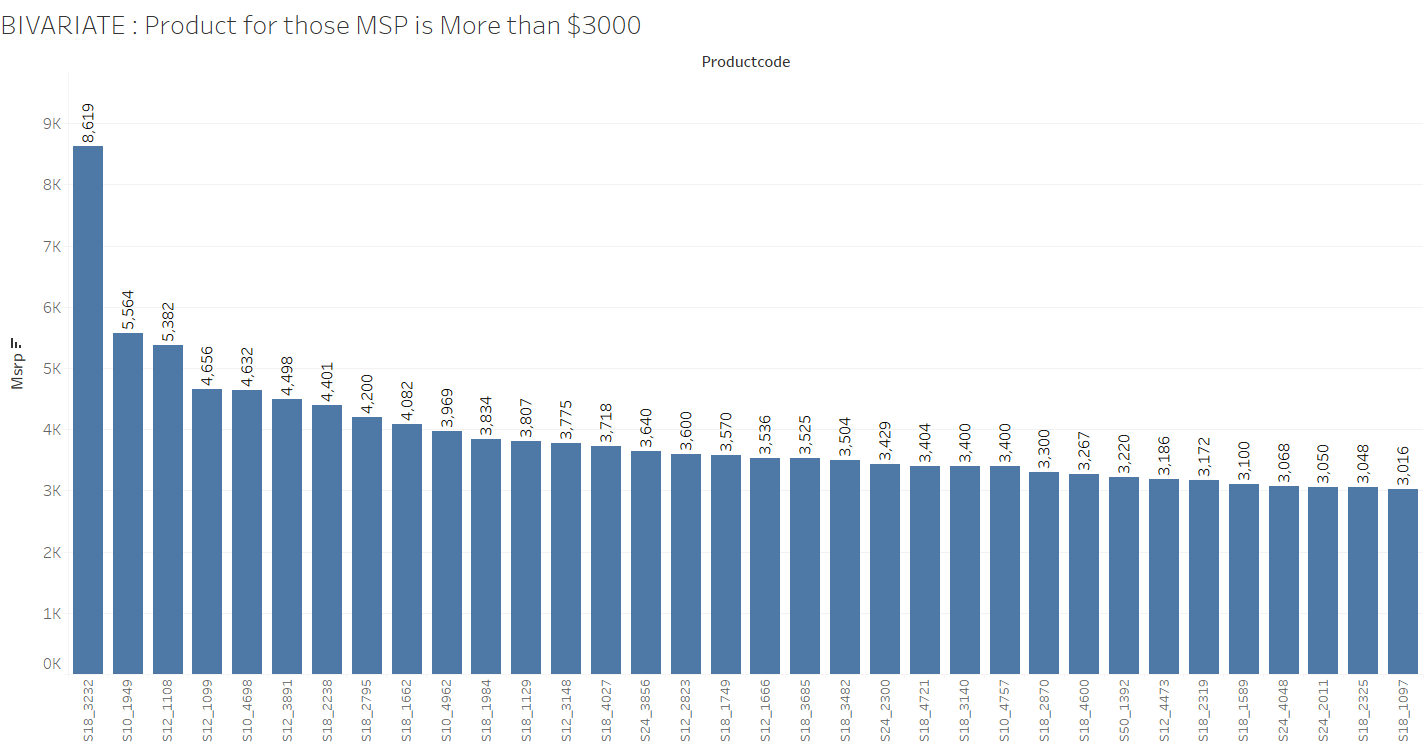 BIVARIATE : Product for those MSP is More than $3000
Productcode
Msrp
9K
8K
7K
6K
5K
4K
3K
2K
1K
0K
8,619
5,564
5,382
4,656
4,632
4,498
4,401
4,200
4,082
3,969
3,834
3,807
3,775
3,718
3,640
3,600
3,570
3,536
3,525
3,504
3,429
3,404
3,400
3,400
3,300
3,267
3,220
3,186
3,172
3,100
3,068
3,050
3,048
3,016
S18_3232
S10_1949
S12_1108
S12_1099
S10_4698
S12_3891
S18_2238
S18_2795
S18_1662
S10_4962
S18_1984
S18_1129
S12_3148
S18_4027
S24_3856
S12_2823
S18_1749
S12_1666
S18_3685
S18_3482
S24_2300
S18_4721
S18_3140
S10_4757
S18_2870
S18_4600
S50_1392
S12_4473
S18_2319
S18_1589
S24_4048
S24_2011
S18_2325
S18_1097